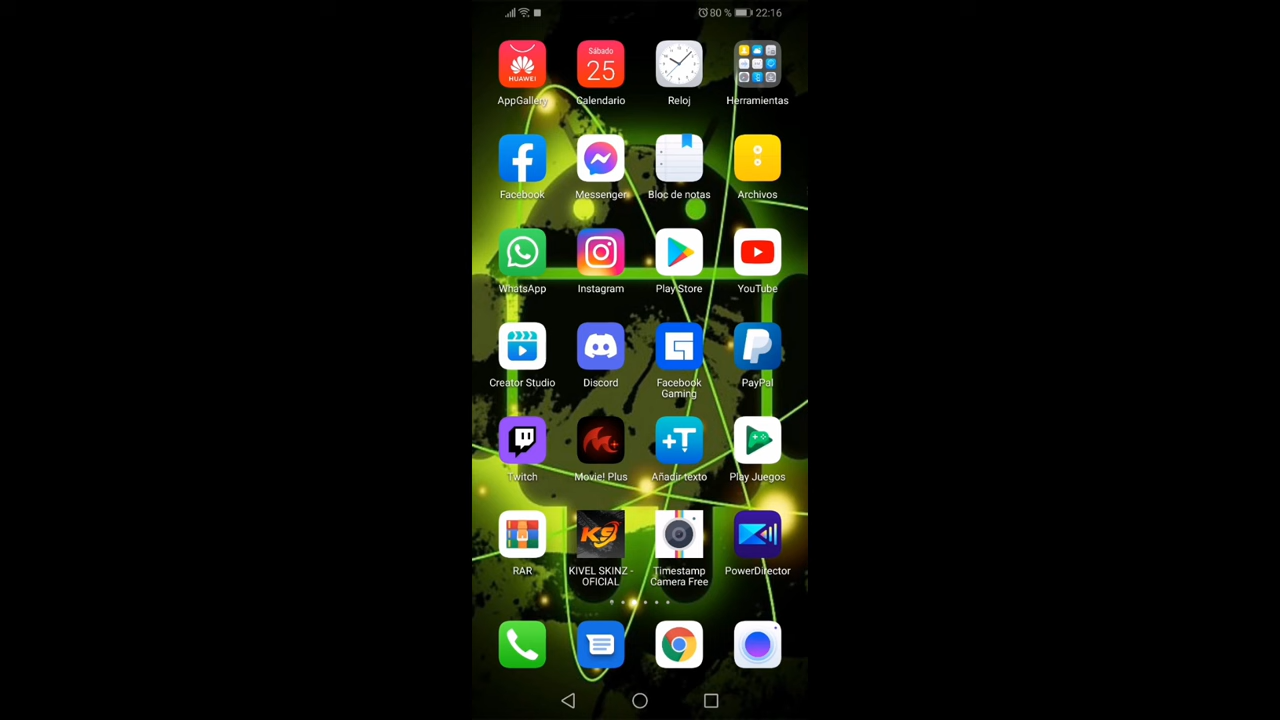 80 % 22:16
HUAWEI
Sábado
25
AppGallery
Calendario
Reloj
Herramientas
Facebook
Messenger
Bloc de notas
Archivos
WhatsApp
Instagram
Play Store
YouTube
Creator Studio
Discord
Facebook
Gaming
PayPal
+T
Twitch
Movie! Plus
Añadir texto
Play Juegos
KS
RAR
KIVEL SKINZ -
OFICIAL
Timestamp
Camera Free
PowerDirector